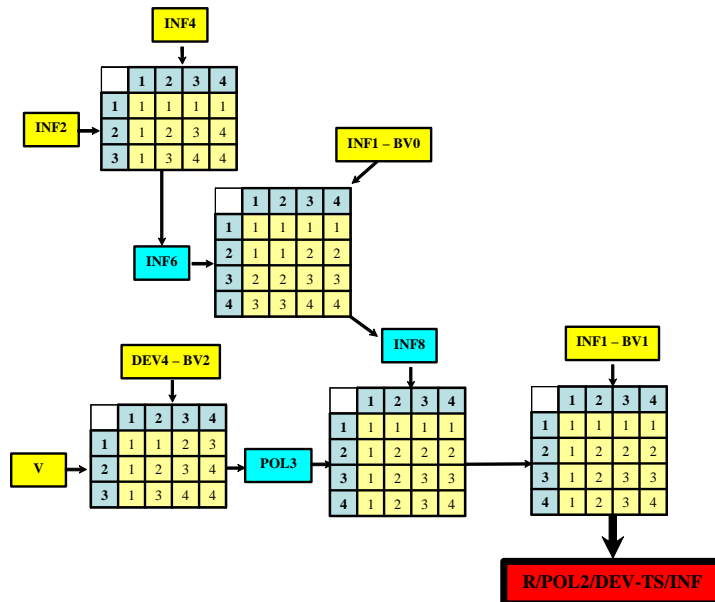 INF4
1 2 3 4
1 1 1 1 1
2 1 2 3 4
3 1 3 4 4
INF2
INF1 – BV0
1 2 3 4
1 1 1 1 1
2 1 1 2 2
3 2 2 3 3
4 3 3 4 4
INF6
INF8
DEV4 – BV2
INF1 – BV1
1 2 3 4
1 1 1 2 3
2 1 3 3 4
3 1 3 4 4
V
POL3
1 2 3 4
1 1 1 1 1
2 1 2 2 2
3 1 2 3 3
4 1 2 3 4
1 2 3 4
1 1 1 1 1
2 1 2 2 2
3 1 2 3 3
4 1 2 3 4
R/POL2/DEV-TS/INF